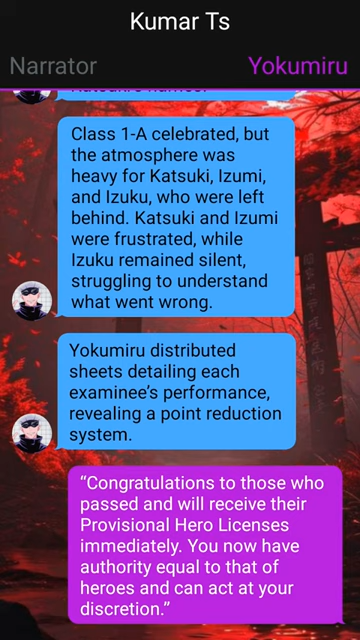 Kumar Ts
Narrator
Yokumiru
Class 1-A celebrated, but
the atmosphere was
heavy for Katsuki, Izumi,
and Izuku, who were left
behind. Katsuki and Izumi
were frustrated, while
Izuku remained silent,
struggling to understand
what went wrong.
Yokumiru distributed
sheets detailing each
examinee’s performance,
revealing a point reduction
system.
“Congratulations to those who
passed and will receive their
Provisional Hero Licenses
immediately. You now have
authority equal to that of
heroes and can act at your
discretion.”